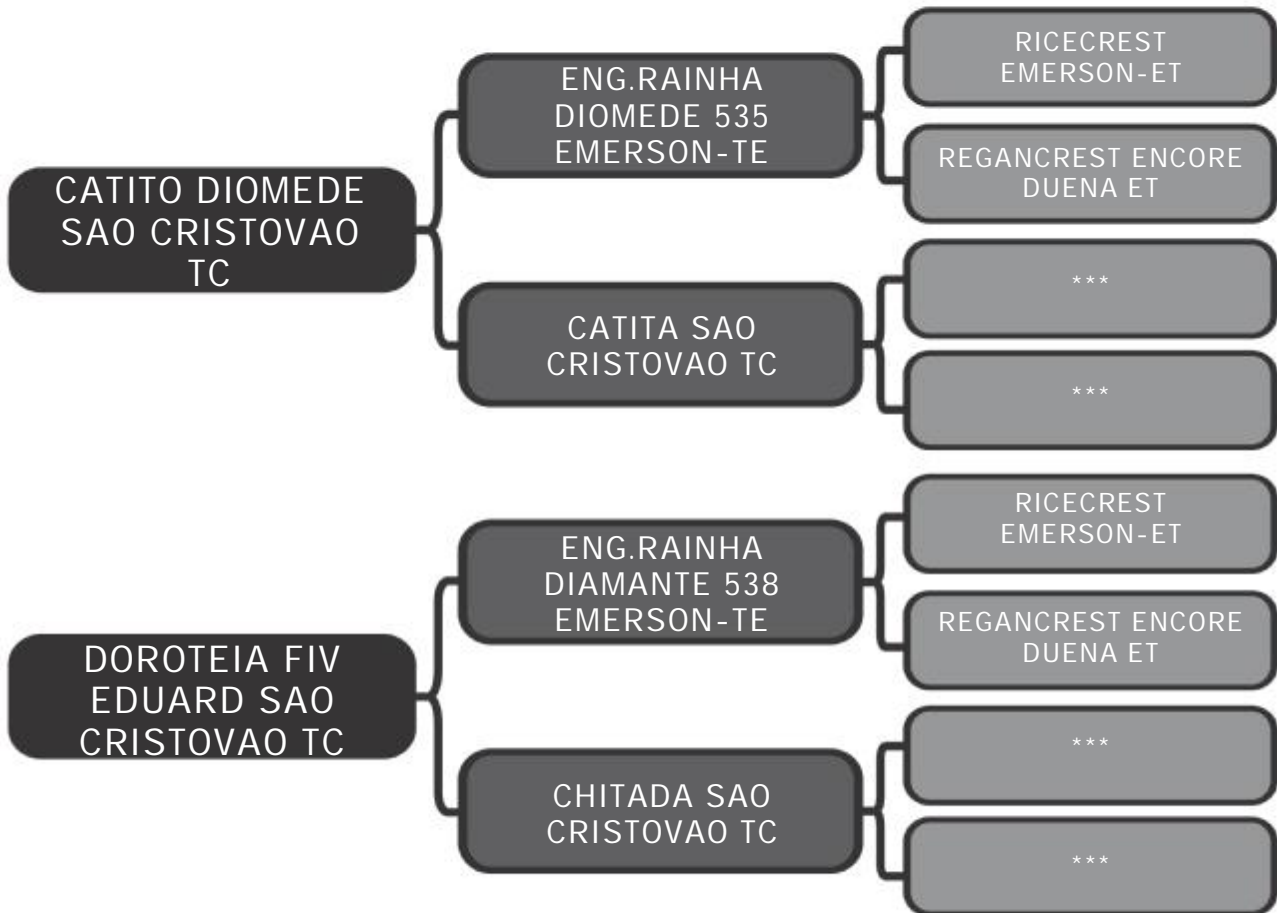 CATITO DIOMEDE
SAO CRISTOVAO
TC
ENG.RAINHA
DIOMEDE 535
EMERSON-TE
RICECREST
EMERSON-ET
REGANCREST ENCORE
DUENA ET
CATITA SAO
CRISTOVAO TC
***
***
DOROTEIA FIV
EDUARD SAO
CRISTOVAO TC
ENG.RAINHA
DIAMANTE 538
EMERSON-TE
RICECREST
EMERSON-ET
REGANCREST ENCORE
DUENA ET
CHITADA SAO
CRISTOVAO TC
***
***